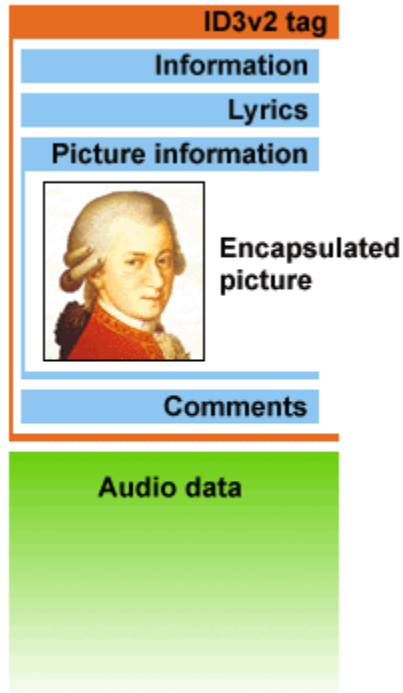 ID3v2 tag
Information
Lyrics
Picture information
Encapsulated
picture
Comments
Audio data